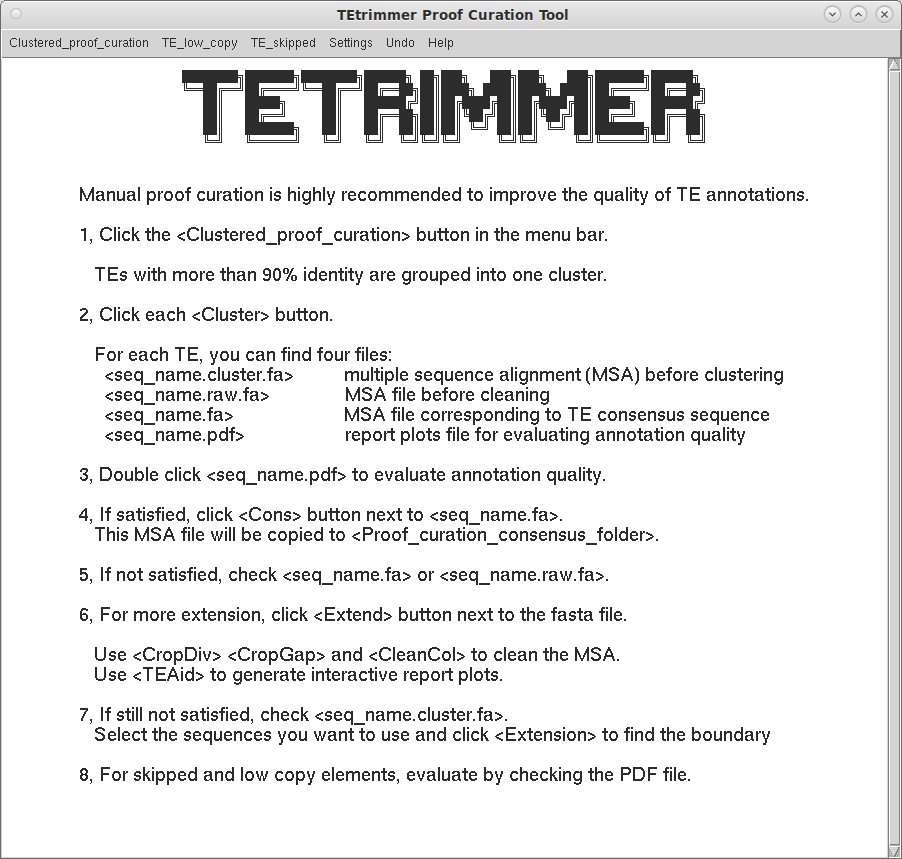 TEtrimmer Proof Curation Tool
Clustered_proof_curation TE_low_copy TE_skipped Settings Undo Help
TETRIMMER
Manual proof curation is highly recommended to improve the quality of TE annotations.
1, Click the <Clustered_proof_curation> button in the menu bar.
TEs with more than 90% identity are grouped into one cluster.
2, Click each <Cluster> button.
For each TE, you can find four files:
<seq_name.cluster.fa> multiple sequence alignment (MSA) before clustering
<seq_name.raw.fa> MSA file before cleaning
<seq_name.fa> MSA file corresponding to TE consensus sequence
<seq_name.pdf> report plots file for evaluating annotation quality
3, Double click <seq_name.pdf> to evaluate annotation quality.
4, If satisfied, click <Cons> button next to <seq_name.fa>.
This MSA file will be copied to <Proof_curation_consensus_folder>.
5, If not satisfied, check <seq_name.fa> or <seq_name.raw.fa>.
6, For more extension, click <Extend> button next to the fasta file.
Use <CropDiv> <CropGap> and <CleanCol> to clean the MSA.
Use <TEAid> to generate interactive report plots.
7, If still not satisfied, check <seq_name.cluster.fa>.
Select the sequences you want to use and click <Extension> to find the boundary
8, For skipped and low copy elements, evaluate by checking the PDF file.